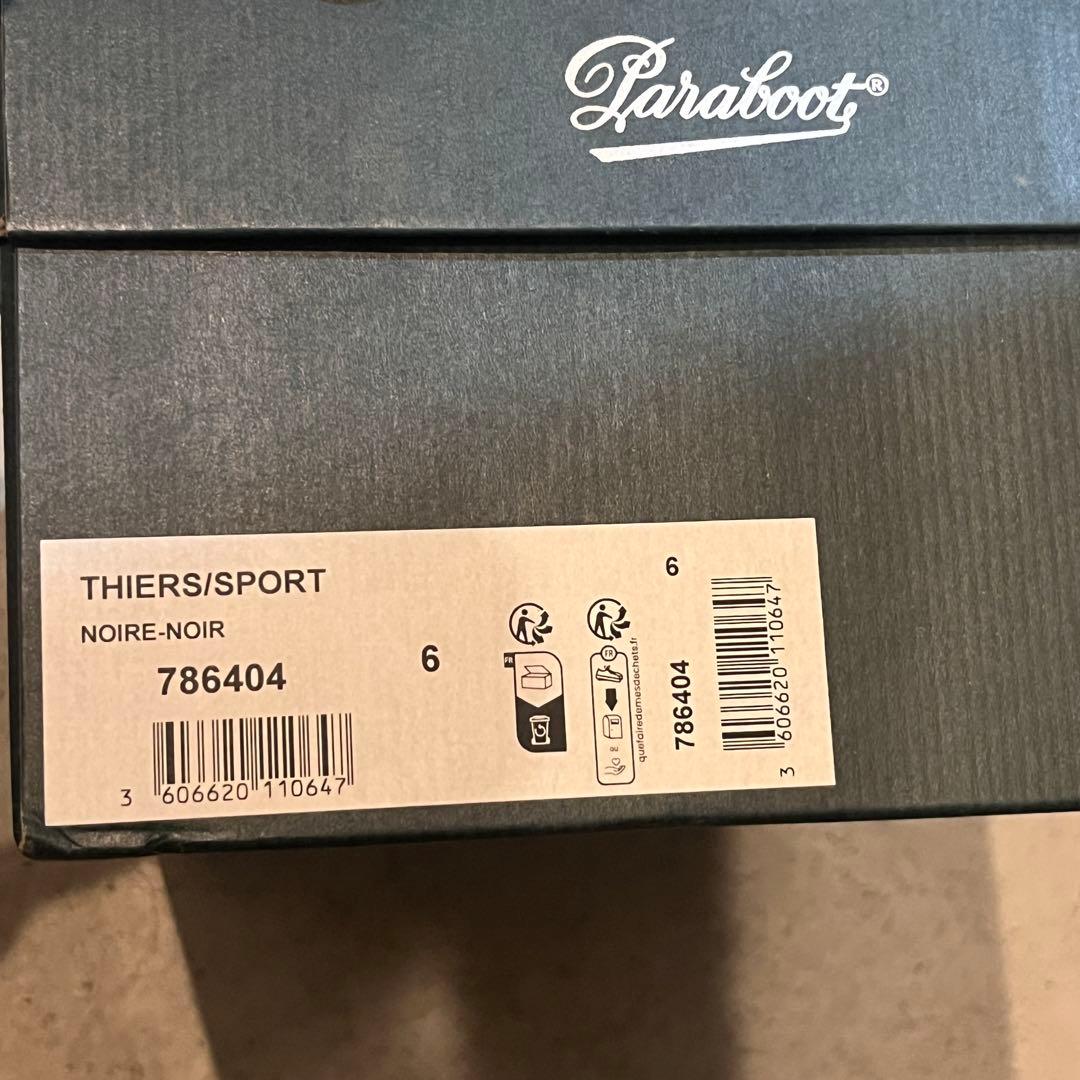 Paraboot®
THIERS/SPORT
NOIRE-NOIR
786404
6
3 606620 110647
FR
FR
ou
quefairedemesdechets.fr
6
786404
3 606620 110647